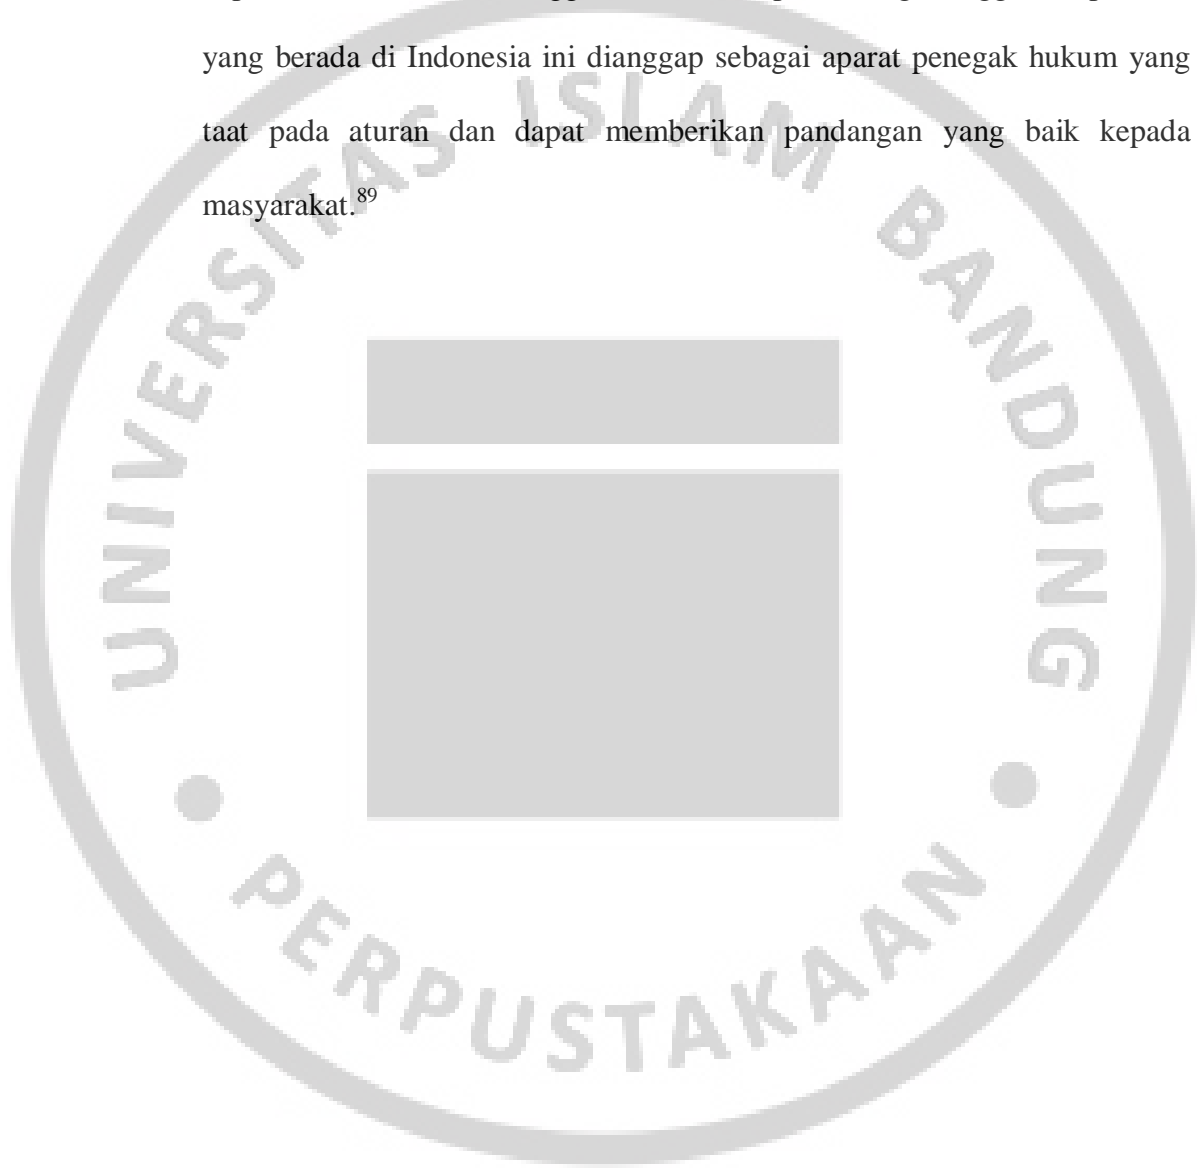 yang berada di Indonesia ini dianggap sebagai aparat penegak hukum yang
taat pada aturan dan dapat memberikan pandangan yang baik kepada
masyarakat.89
UNIVERSITAS ISLAM BANDUNG
PERPUSTAKAAN